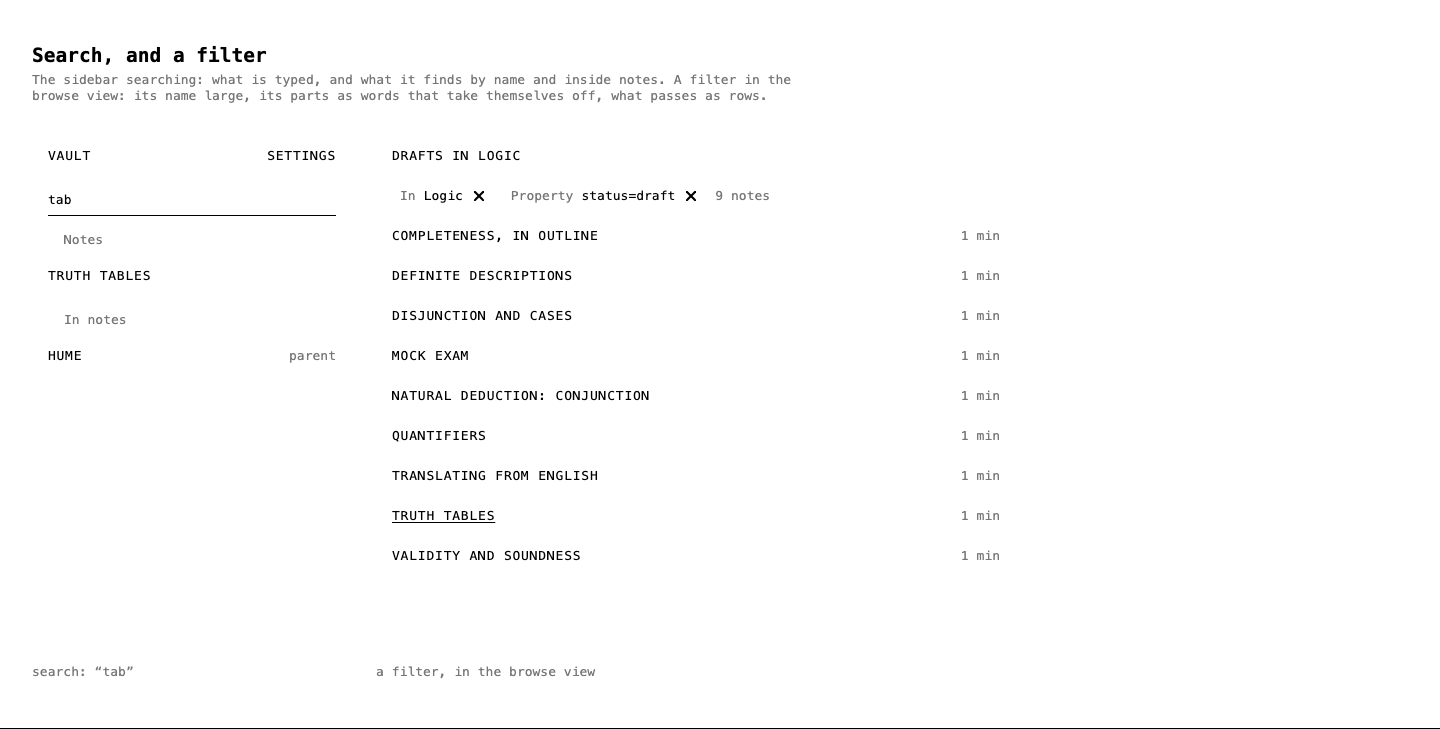 Search, and a filter
The sidebar searching: what is typed, and what it finds by name and inside notes. A filter in the
browse view: its name large, its parts as words that take themselves off, what passes as rows.
VAULT SETTINGS
tab
Notes
TRUTH TABLES
In notes
HUME parent
DRAFTS IN LOGIC
In Logic ✕ Property status=draft ✕ 9 notes
COMPLETENESS, IN OUTLINE 1 min
DEFINITE DESCRIPTIONS 1 min
DISJUNCTION AND CASES 1 min
MOCK EXAM 1 min
NATURAL DEDUCTION: CONJUNCTION 1 min
QUANTIFIERS 1 min
TRANSLATING FROM ENGLISH 1 min
TRUTH TABLES 1 min
VALIDITY AND SOUNDNESS 1 min
search: “tab”
a filter, in the browse view